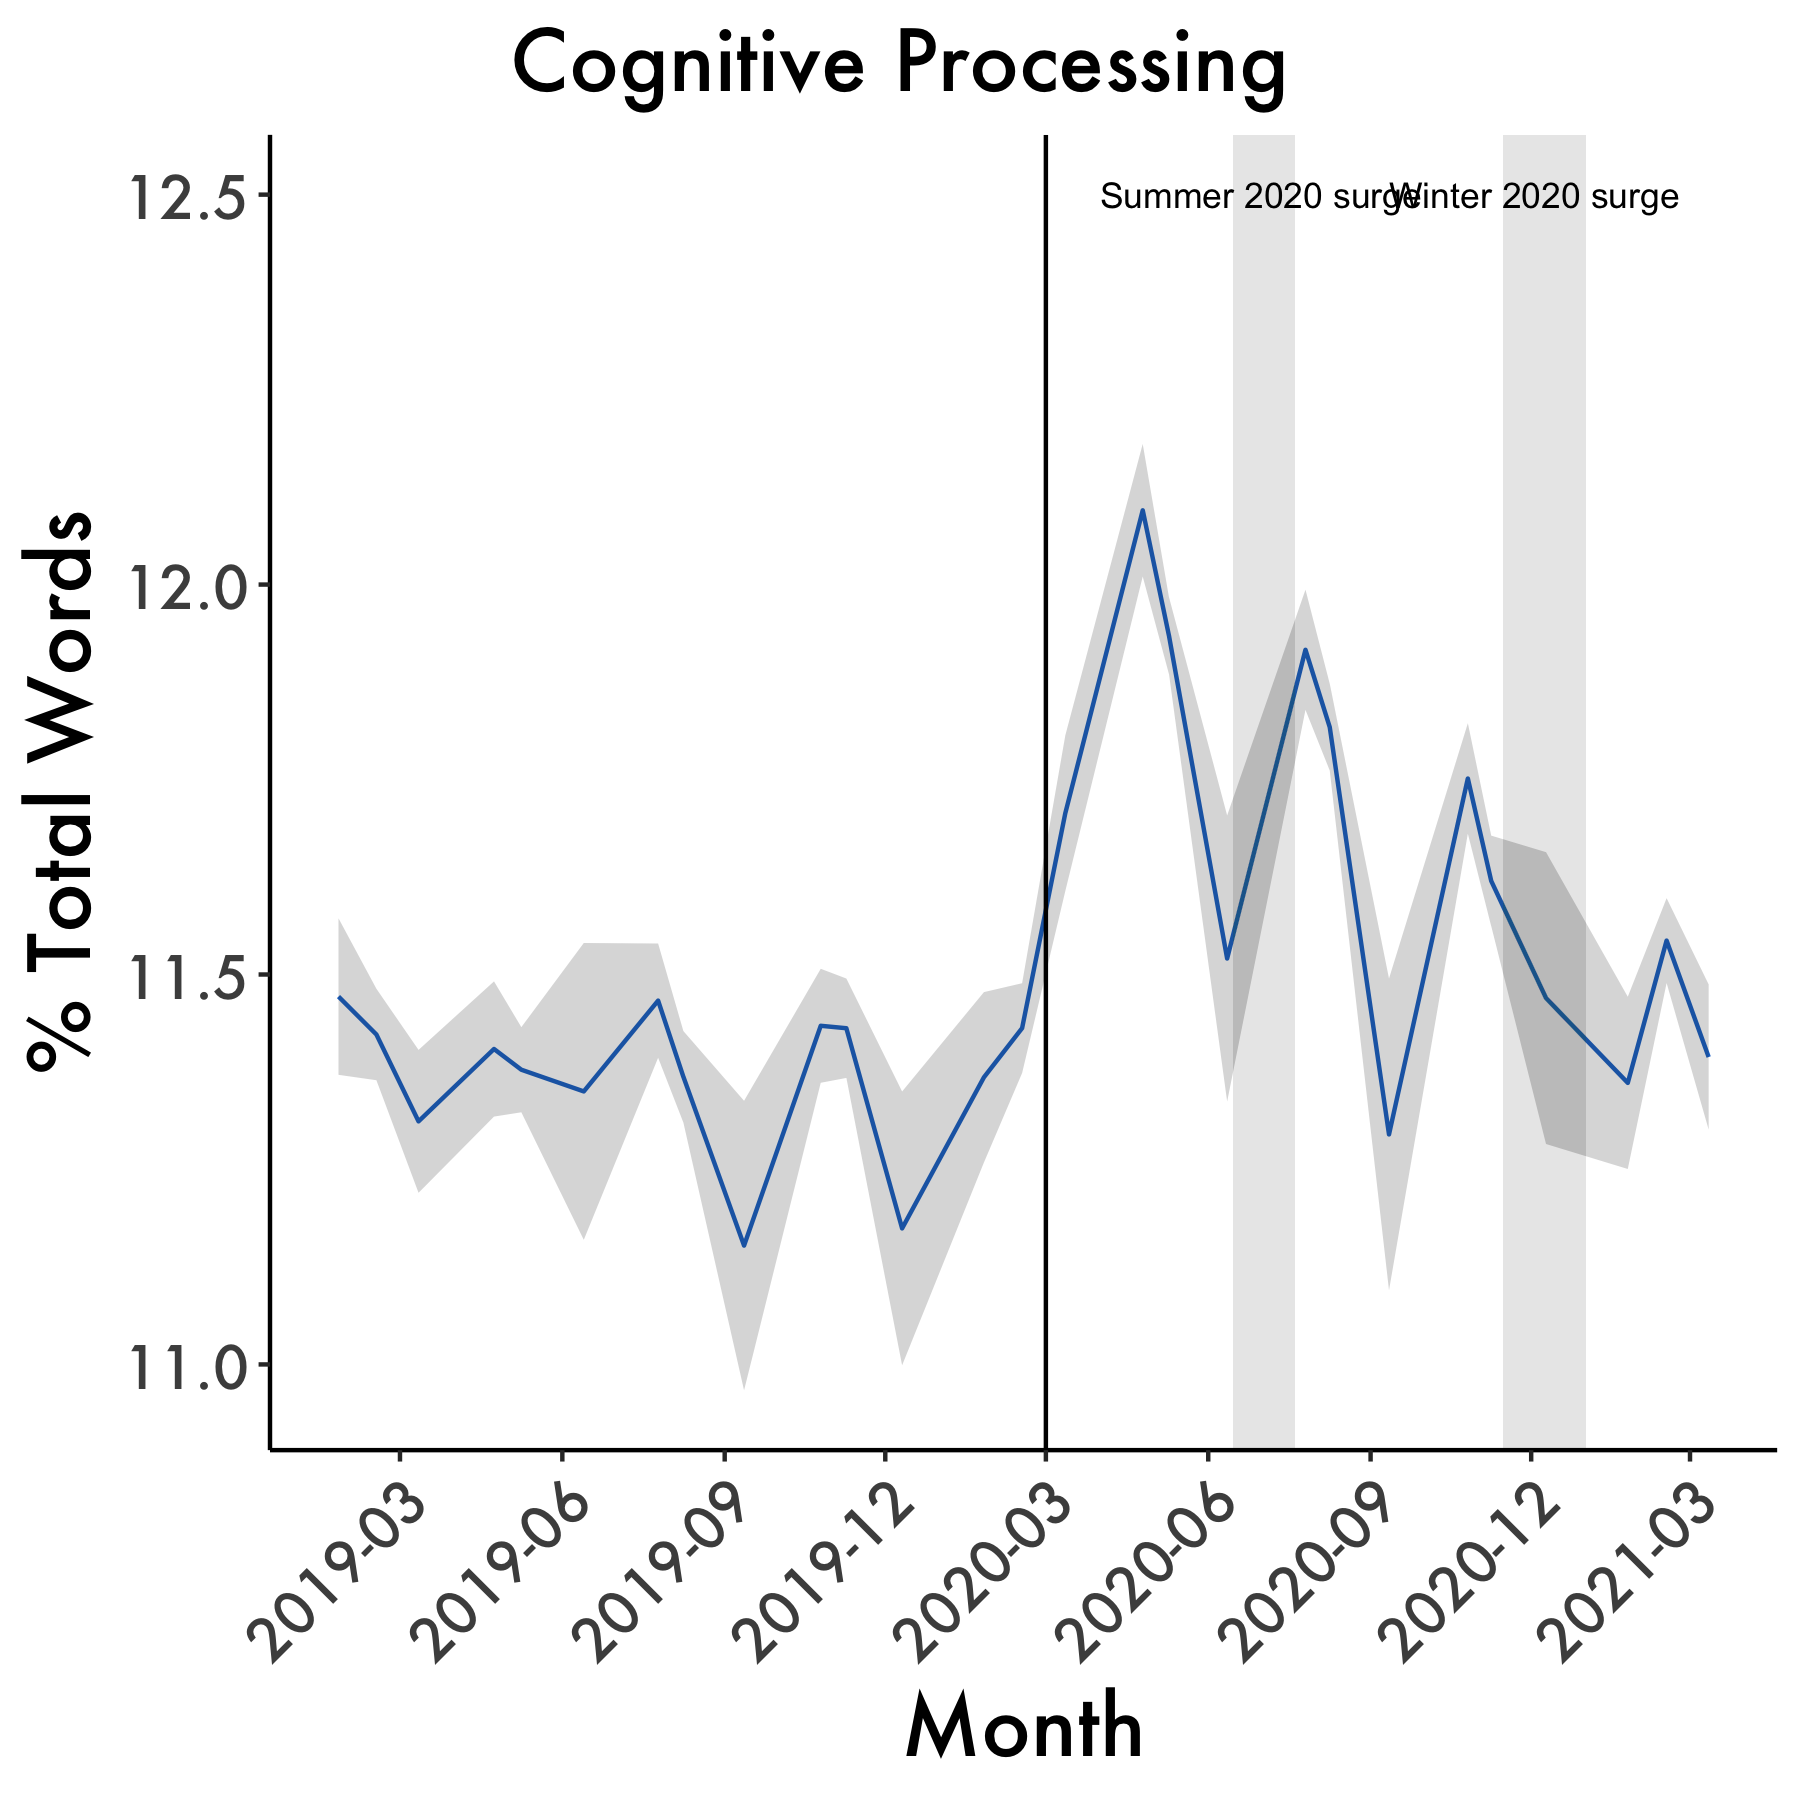 Cognitive Processing
Summer 2020 surge
Winter 2020 surge
% Total Words
12.5
12.0
11.5
11.0
2019-03
2019-06
2019-09
2019-12
2020-03
2020-06
2020-09
2020-12
2021-03
Month